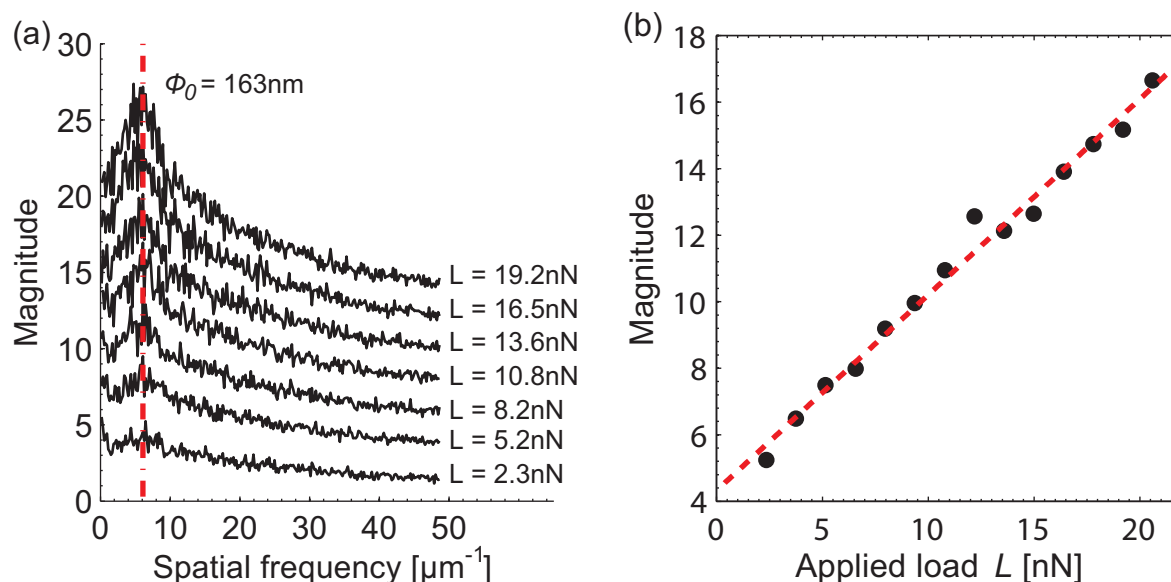 (a)
30
25
20
15
10
5
0
Magnitude
Φ0 = 163nm
L = 19.2nN
L = 16.5nN
L = 13.6nN
L = 10.8nN
L = 8.2nN
L = 5.2nN
L = 2.3nN
0 10 20 30 40 50
Spatial frequency [μm-1]
(b)
18
16
14
12
10
8
6
4
Magnitude
0 5 10 15 20
Applied load L [nN]